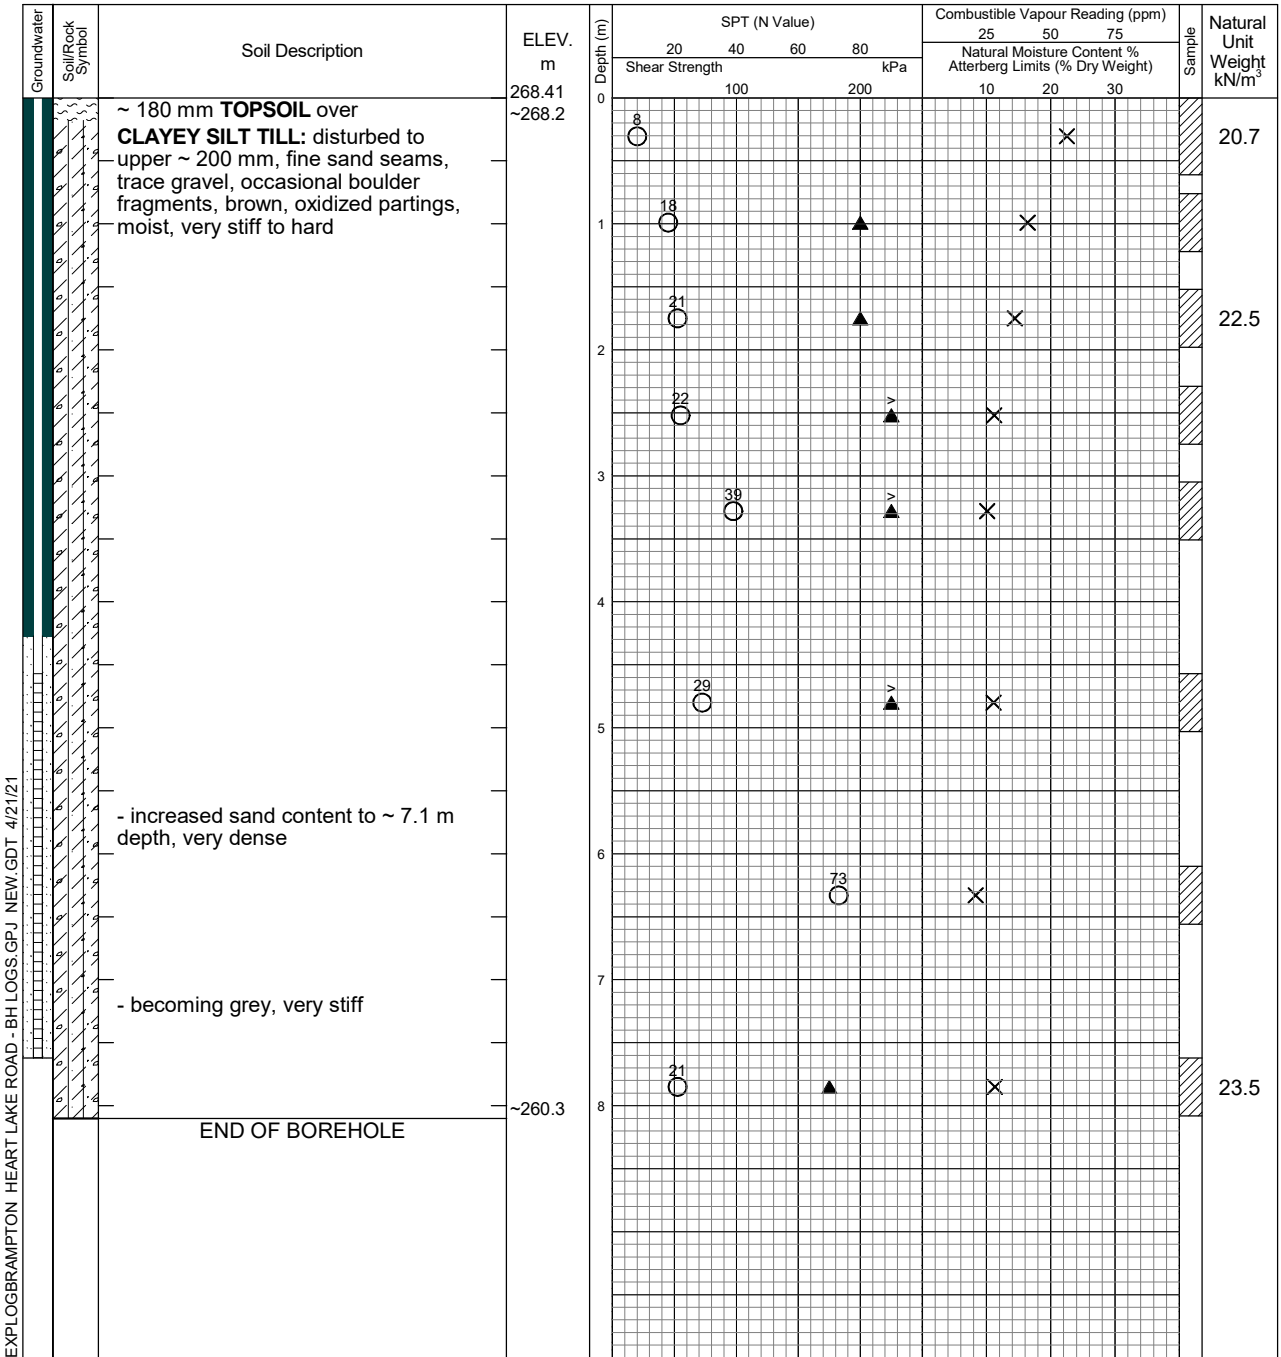 Groundwater
Soil/Rock
Symbol
Soil Description
ELEV.
m
Depth (m)
SPT (N Value)
20 40 60 80
Shear Strength kPa
100 200
Combustible Vapour Reading (ppm)
25 50 75
Natural Moisture Content %
Atterberg Limits (% Dry Weight)
10 20 30
Sample
Natural
Unit
Weight
kN/m³
268.41
0
~ 180 mm TOPSOIL over
~268.2
CLAYEY SILT TILL: disturbed to
upper ~ 200 mm, fine sand seams,
trace gravel, occasional boulder
fragments, brown, oxidized partings,
moist, very stiff to hard
8
20.7
18
1
21
22.5
2
22
>
3
39
>
4
29
>
5
- increased sand content to ~ 7.1 m
depth, very dense
6
73
7
- becoming grey, very stiff
21
23.5
8
~260.3
END OF BOREHOLE
EXPLOGBRAMPTON HEART LAKE ROAD - BH LOGS.GPJ NEW.GDT 4/21/21